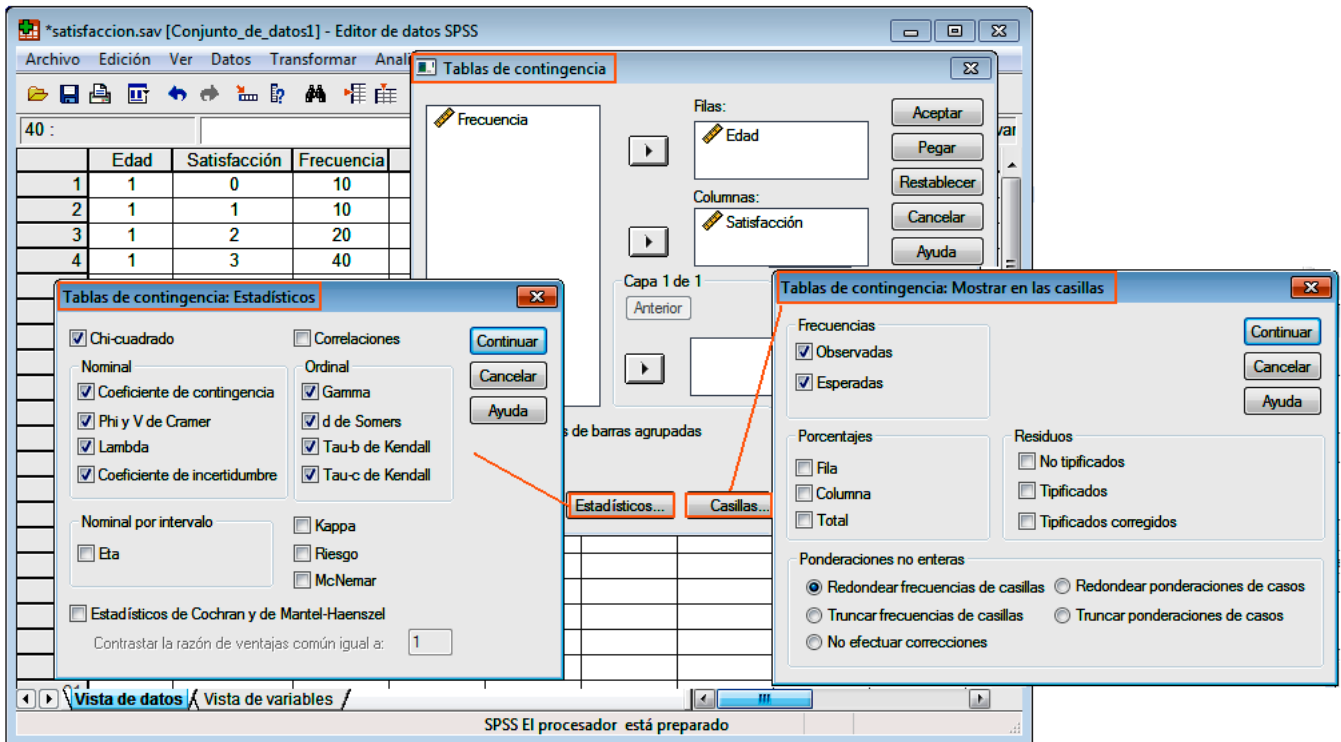 *satisfaccion.sav [Conjunto_de_datos1] - Editor de datos SPSS
Archivo Edición Ver Datos Transformar Anali
40 :
var
Edad Satisfacción Frecuencia
1 1 0 10
2 1 1 10
3 1 2 20
4 1 3 40
Tablas de contingencia
Frecuencia
Filas:
Edad
Columnas:
Satisfacción
Aceptar
Pegar
Restablecer
Cancelar
Ayuda
Capa 1 de 1
Anterior
s de barras agrupadas
Estadísticos...
Casillas...
Tablas de contingencia: Estadísticos
Chi-cuadrado
Correlaciones
Continuar
Cancelar
Ayuda
Nominal
Coeficiente de contingencia
Phi y V de Cramer
Lambda
Coeficiente de incertidumbre
Ordinal
Gamma
d de Somers
Tau-b de Kendall
Tau-c de Kendall
Nominal por intervalo
Eta
Kappa
Riesgo
McNemar
Estadísticos de Cochran y de Mantel-Haenszel
Contrastar la razón de ventajas común igual a: 1
Tablas de contingencia: Mostrar en las casillas
Frecuencias
Observadas
Esperadas
Continuar
Cancelar
Ayuda
Porcentajes
Fila
Columna
Total
Residuos
No tipificados
Tipificados
Tipificados corregidos
Ponderaciones no enteras
Redondear frecuencias de casillas Redondear ponderaciones de casos
Truncar frecuencias de casillas Truncar ponderaciones de casos
No efectuar correcciones
Vista de datos Vista de variables
SPSS El procesador está preparado